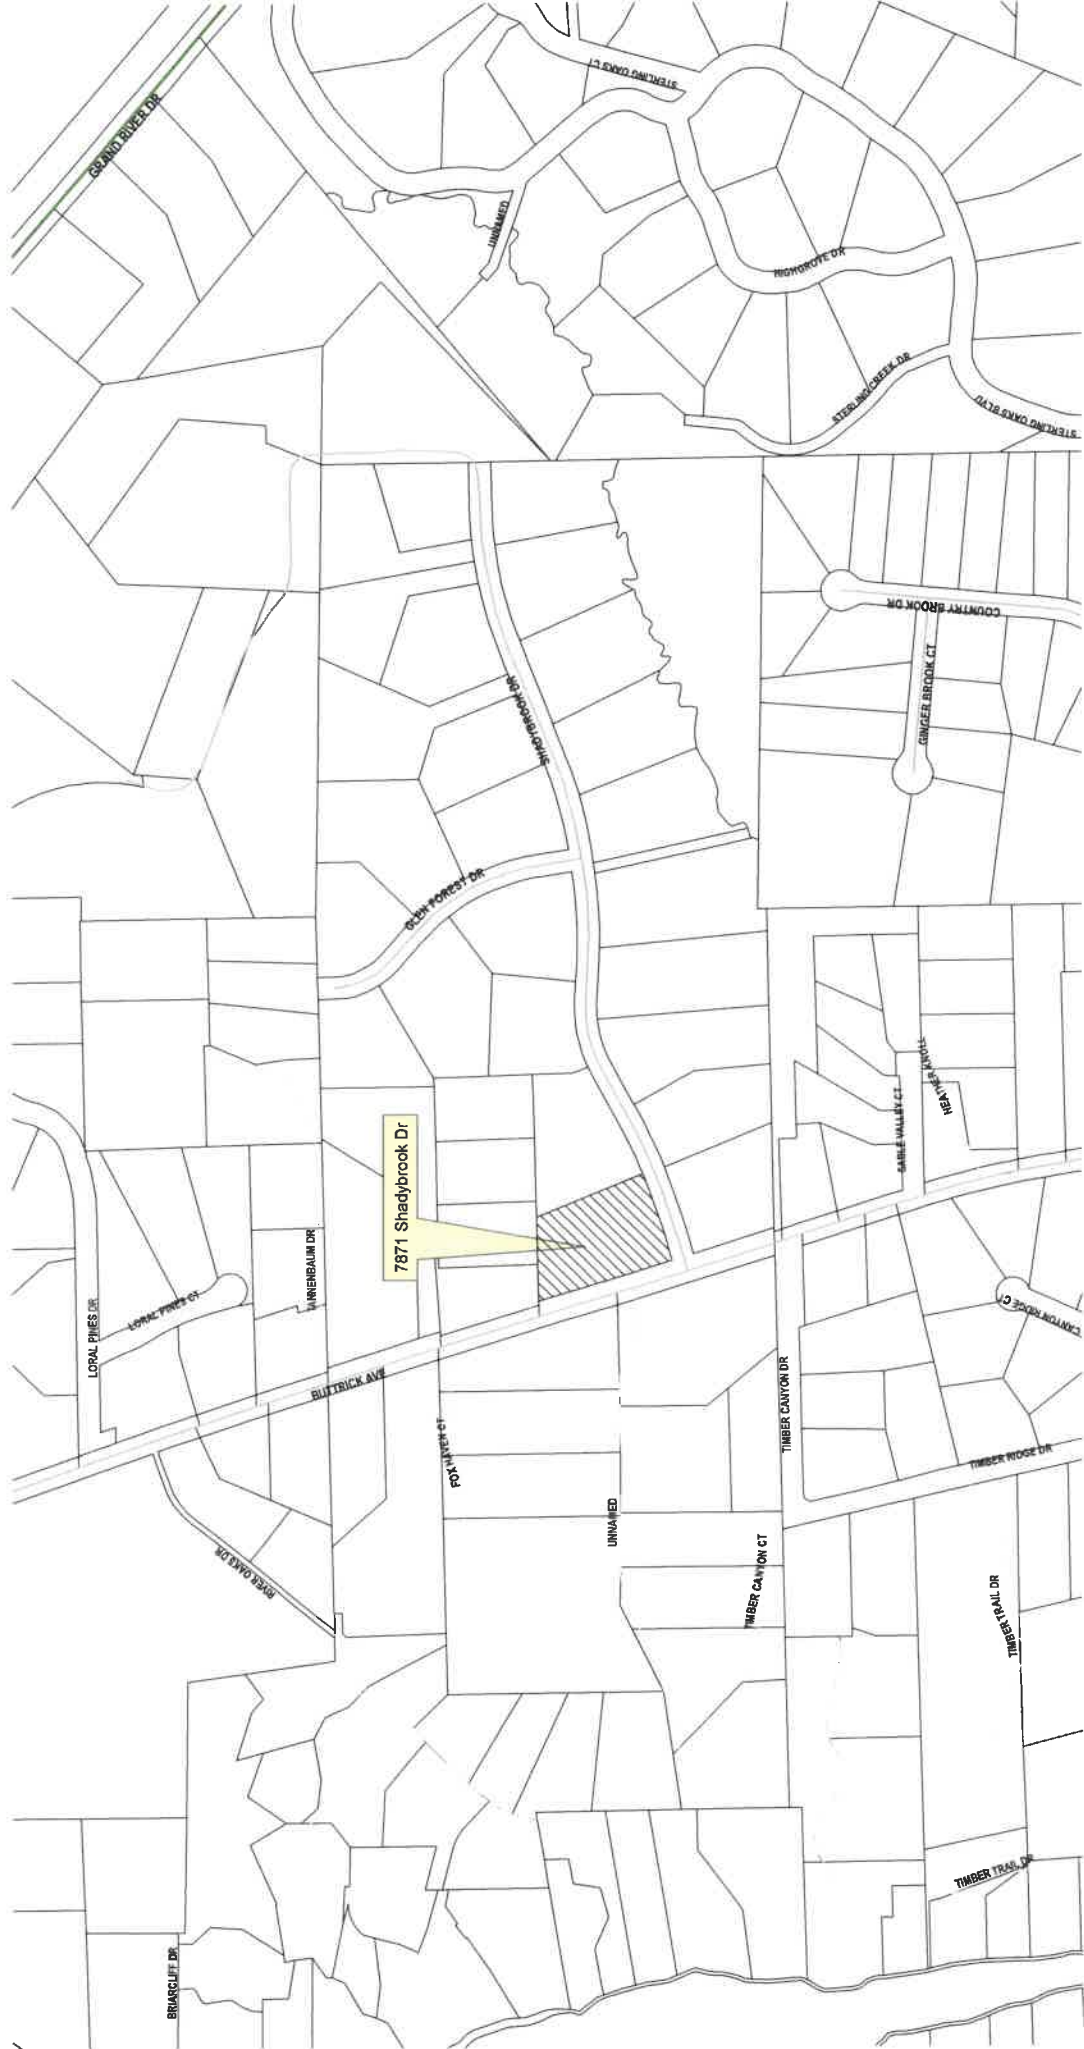 GRAND RIVER DR
STERLING OAKS CT
UNNAMED
HIGHGROVE DR
STERLING CREEK DR
STERLING OAKS BLVD
COUNTRY BROOK DR
GINGER BROOK CT
SHADYBROOK DR
GLEN FOREST DR
HEATHER KNOLL
SABLE VALLEY CT
7871 Shadybrook Dr
TANNENBAUM DR
LORAL PINES CT
LORAL PINES DR
BUTTRICK AVE
CANYON RIDGE CT
TIMBER CANYON DR
FOX HAVEN CT
TIMBER RIDGE DR
UNNAMED
RIVER OAKS DR
TIMBER CANYON CT
TIMBER TRAIL DR
TIMBER TRAIL DR
BRIARCLIFF DR